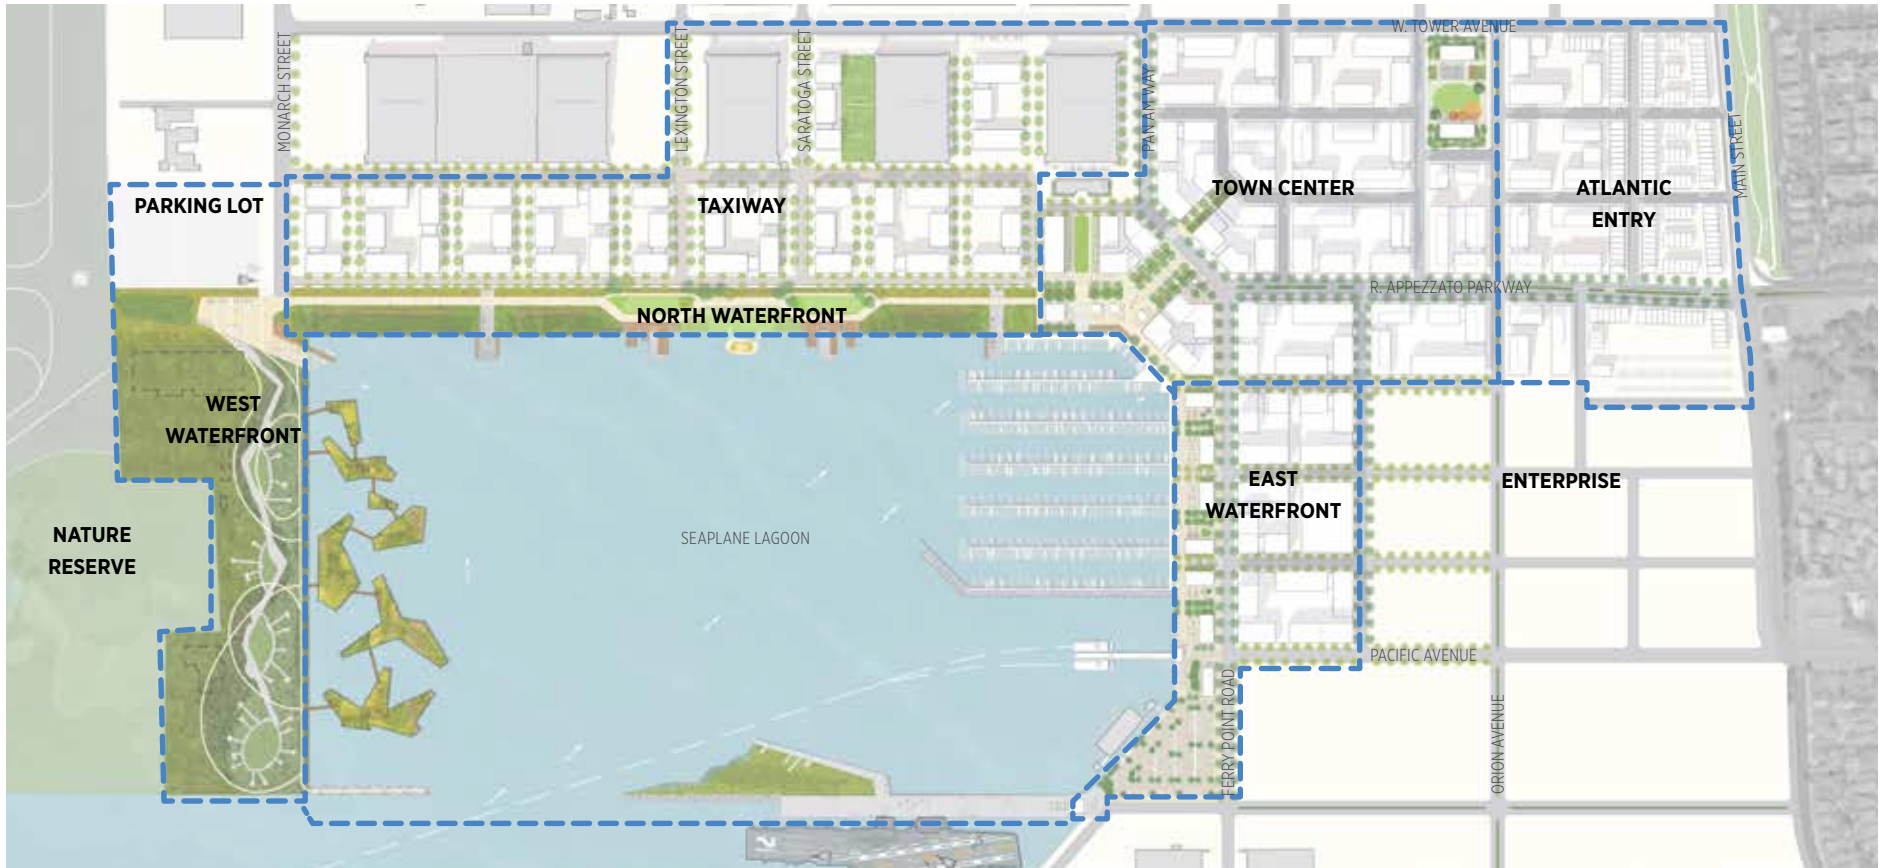 W. TOWER AVENUE
MONARCH STREET
LEXINGTON STREET
SARATOGA STREET
PAN AM WAY
MAIN STREET
PARKING LOT
TAXIWAY
TOWN CENTER
ATLANTIC
ENTRY
R. APPEZZATO PARKWAY
NORTH WATERFRONT
WEST
WATERFRONT
EAST
WATERFRONT
ENTERPRISE
NATURE
RESERVE
SEAPLANE LAGOON
PACIFIC AVENUE
FERRY POINT ROAD
ORION AVENUE